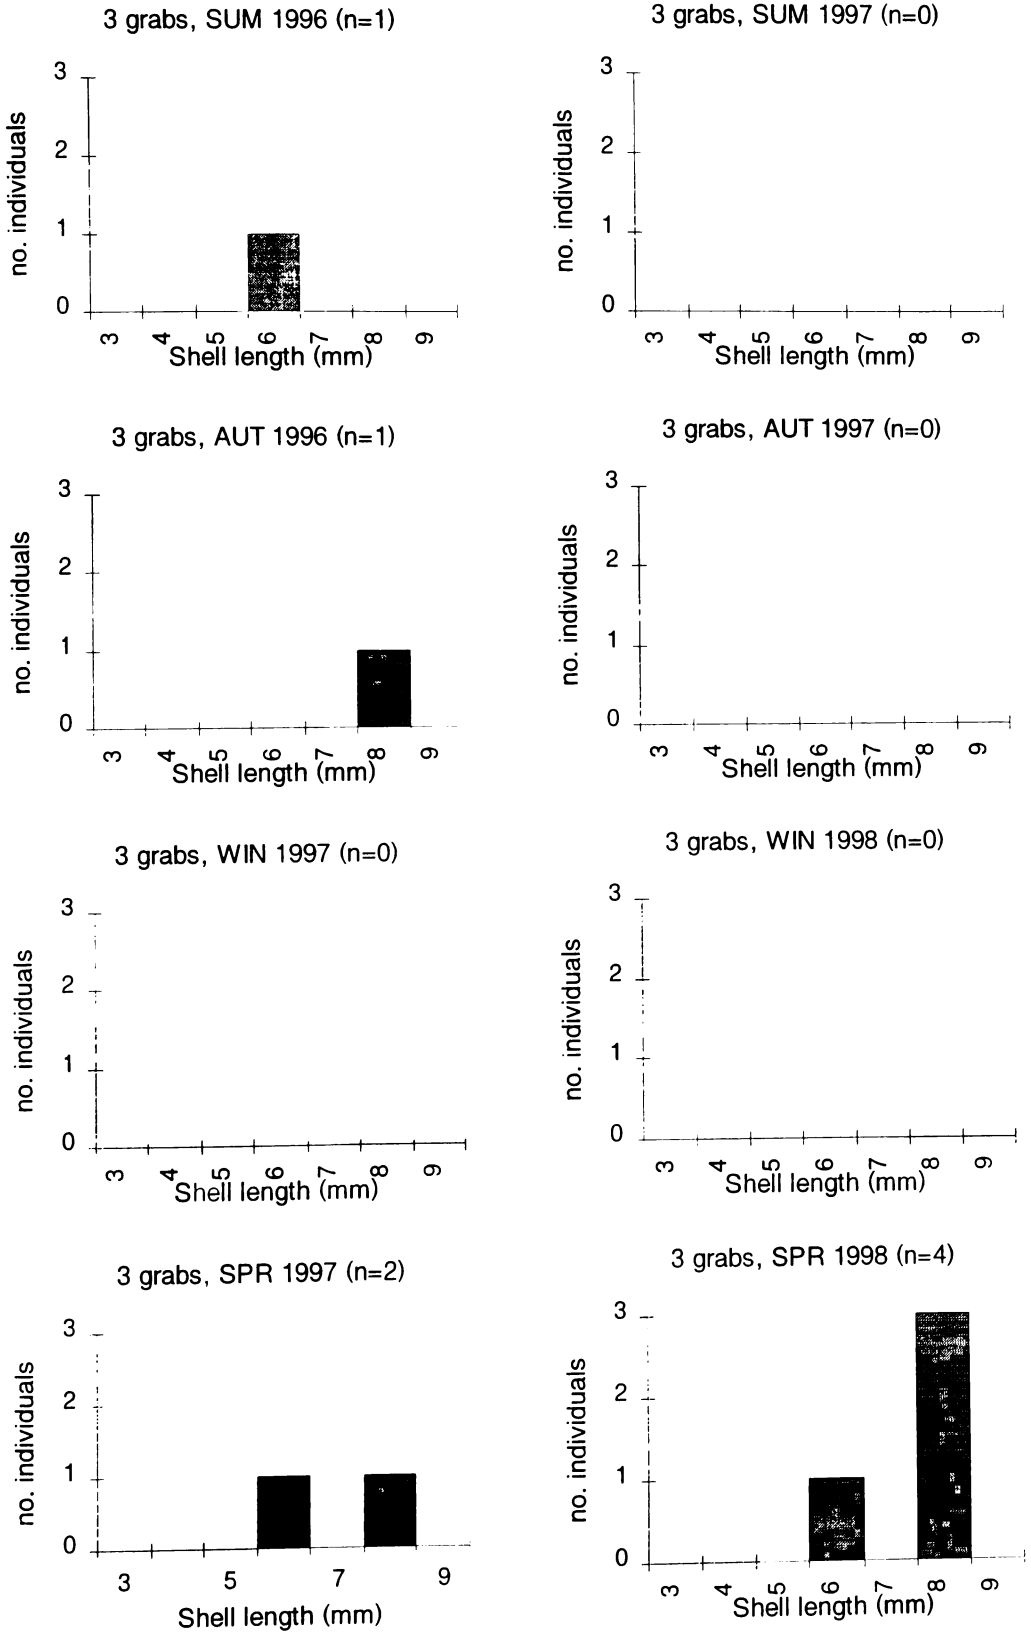 3 grabs, SUM 1996 (n=1)
no. individuals
3
2
1
0
3 4 5 6 7 8 9
Shell length (mm)
3 grabs, SUM 1997 (n=0)
no. individuals
3
2
1
0
3 4 5 6 7 8 9
Shell length (mm)
3 grabs, AUT 1996 (n=1)
no. individuals
3
2
1
0
3 4 5 6 7 8 9
Shell length (mm)
3 grabs, AUT 1997 (n=0)
no. individuals
3
2
1
0
3 4 5 6 7 8 9
Shell length (mm)
3 grabs, WIN 1997 (n=0)
no. individuals
3
2
1
0
3 4 5 6 7 8 9
Shell length (mm)
3 grabs, WIN 1998 (n=0)
no. individuals
3
2
1
0
3 4 5 6 7 8 9
Shell length (mm)
3 grabs, SPR 1997 (n=2)
no. individuals
3
2
1
0
3 5 7 9
Shell length (mm)
3 grabs, SPR 1998 (n=4)
no. individuals
3
2
1
0
3 4 5 6 7 8 9
Shell length (mm)